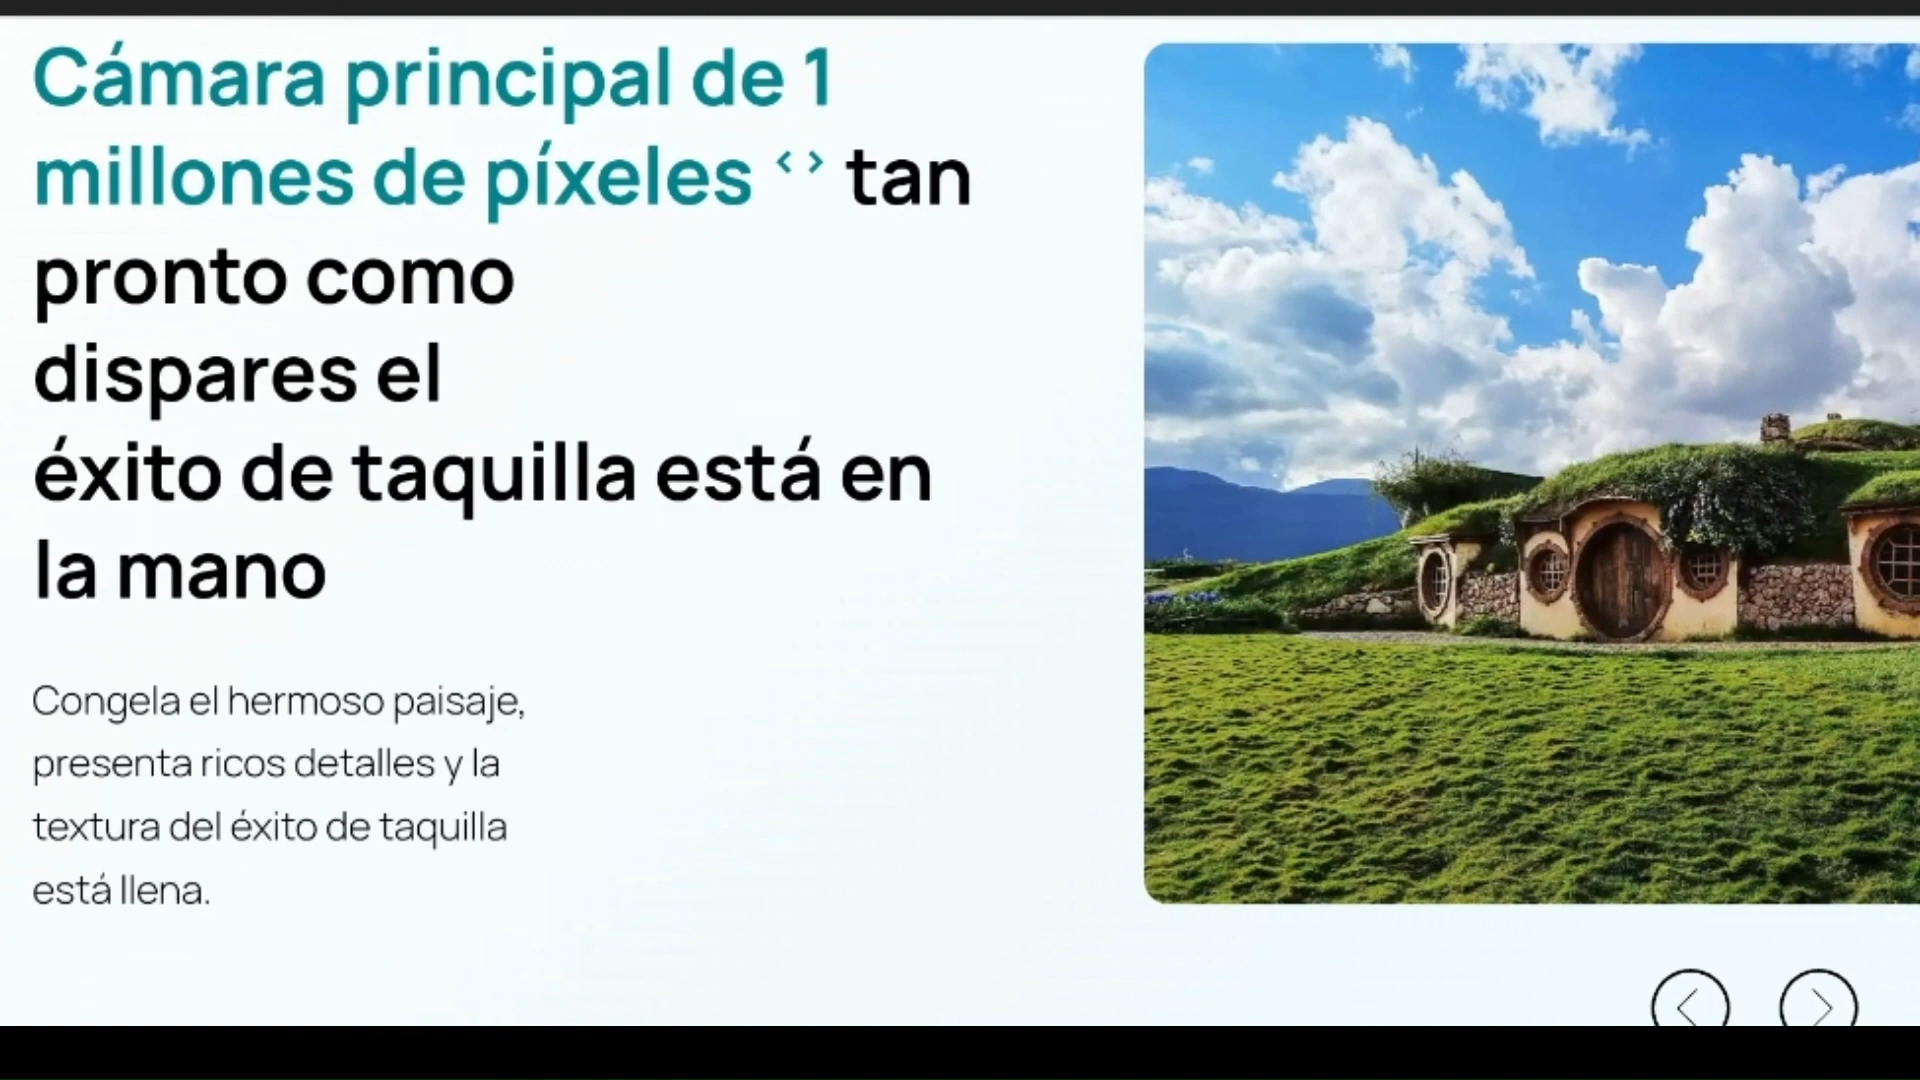 Cámara principal de 1
millones de píxeles <> tan
pronto como
dispares el
éxito de taquilla está en
la mano
Congela el hermoso paisaje,
presenta ricos detalles y la
textura del éxito de taquilla
está llena.